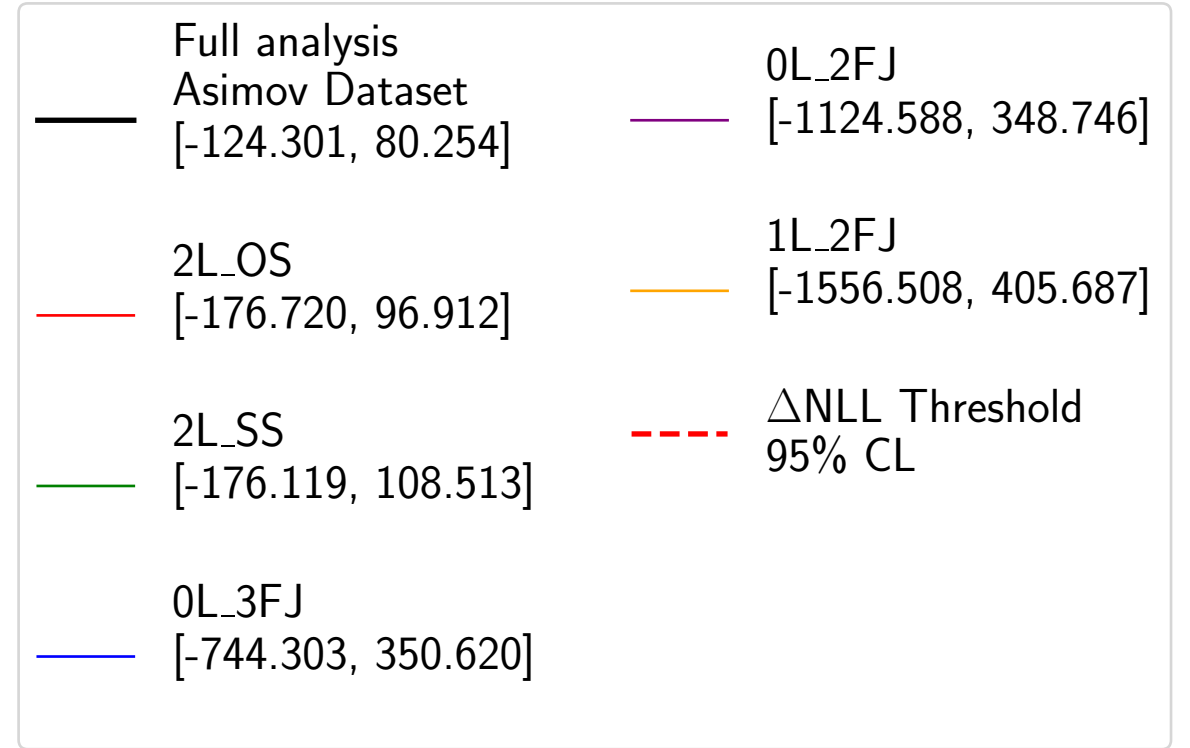 Full analysis
Asimov Dataset
[-124.301, 80.254]
2L_OS
[-176.720, 96.912]
2L_SS
[-176.119, 108.513]
0L_3FJ
[-744.303, 350.620]
0L_2FJ
[-1124.588, 348.746]
1L_2FJ
[-1556.508, 405.687]
△NLL Threshold
95% CL